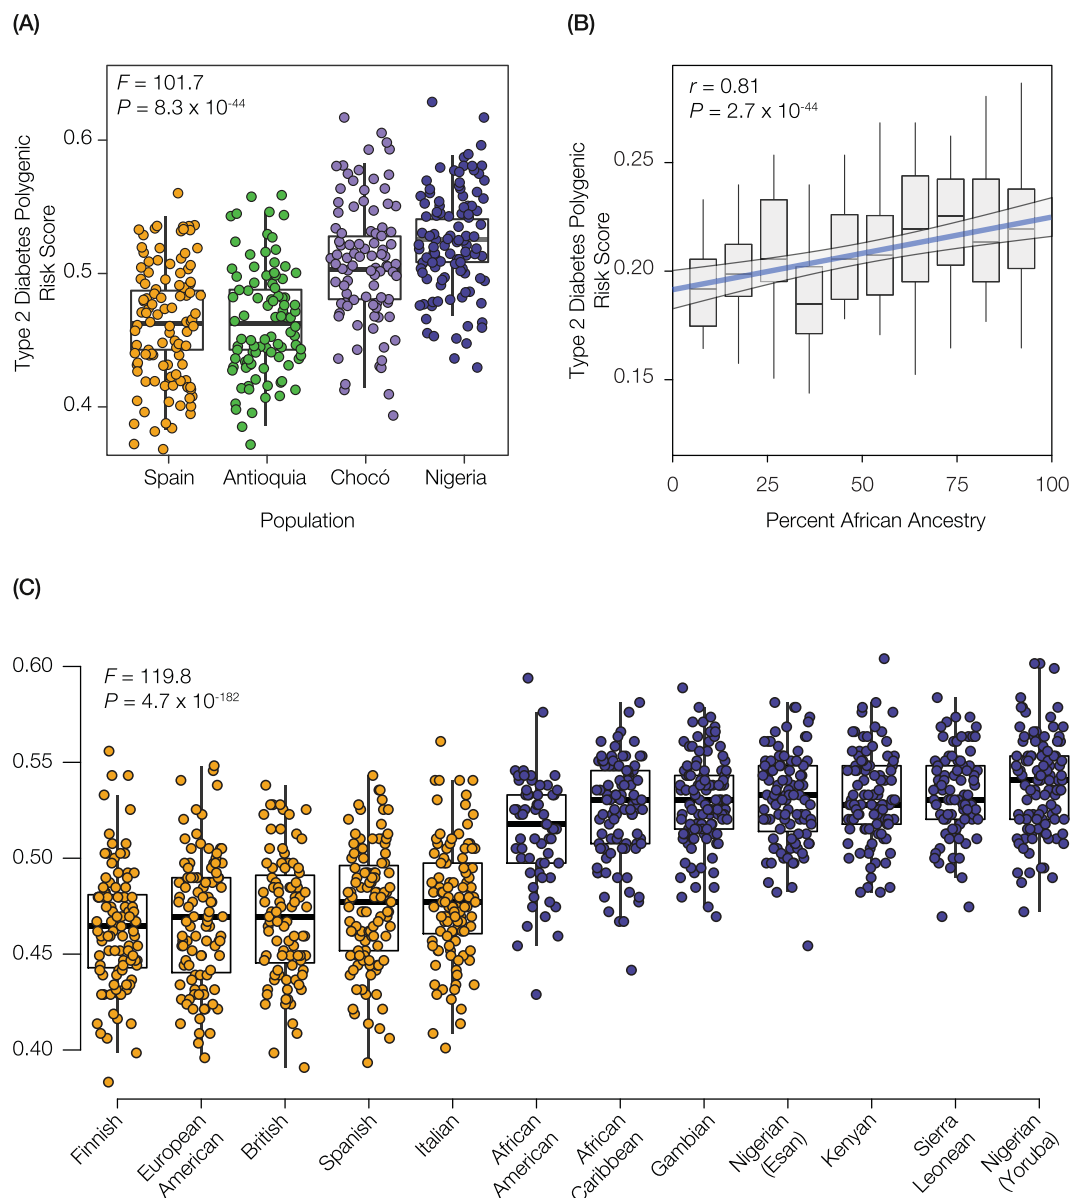 (A)
F = 101.7
P = 8.3 x 10-44
Type 2 Diabetes Polygenic
Risk Score
0.6
0.5
0.4
Spain
Antioquia
Chocó
Nigeria
Population
(B)
r = 0.81
P = 2.7 x 10-44
Type 2 Diabetes Polygenic
Risk Score
0.25
0.20
0.15
0
25
50
75
100
Percent African Ancestry
(C)
F = 119.8
P = 4.7 x 10-182
0.60
0.55
0.50
0.45
0.40
Finnish
European
American
British
Spanish
Italian
African
American
African
Caribbean
Gambian
Nigerian
(Esan)
Kenyan
Sierra
Leonean
Nigerian
(Yoruba)